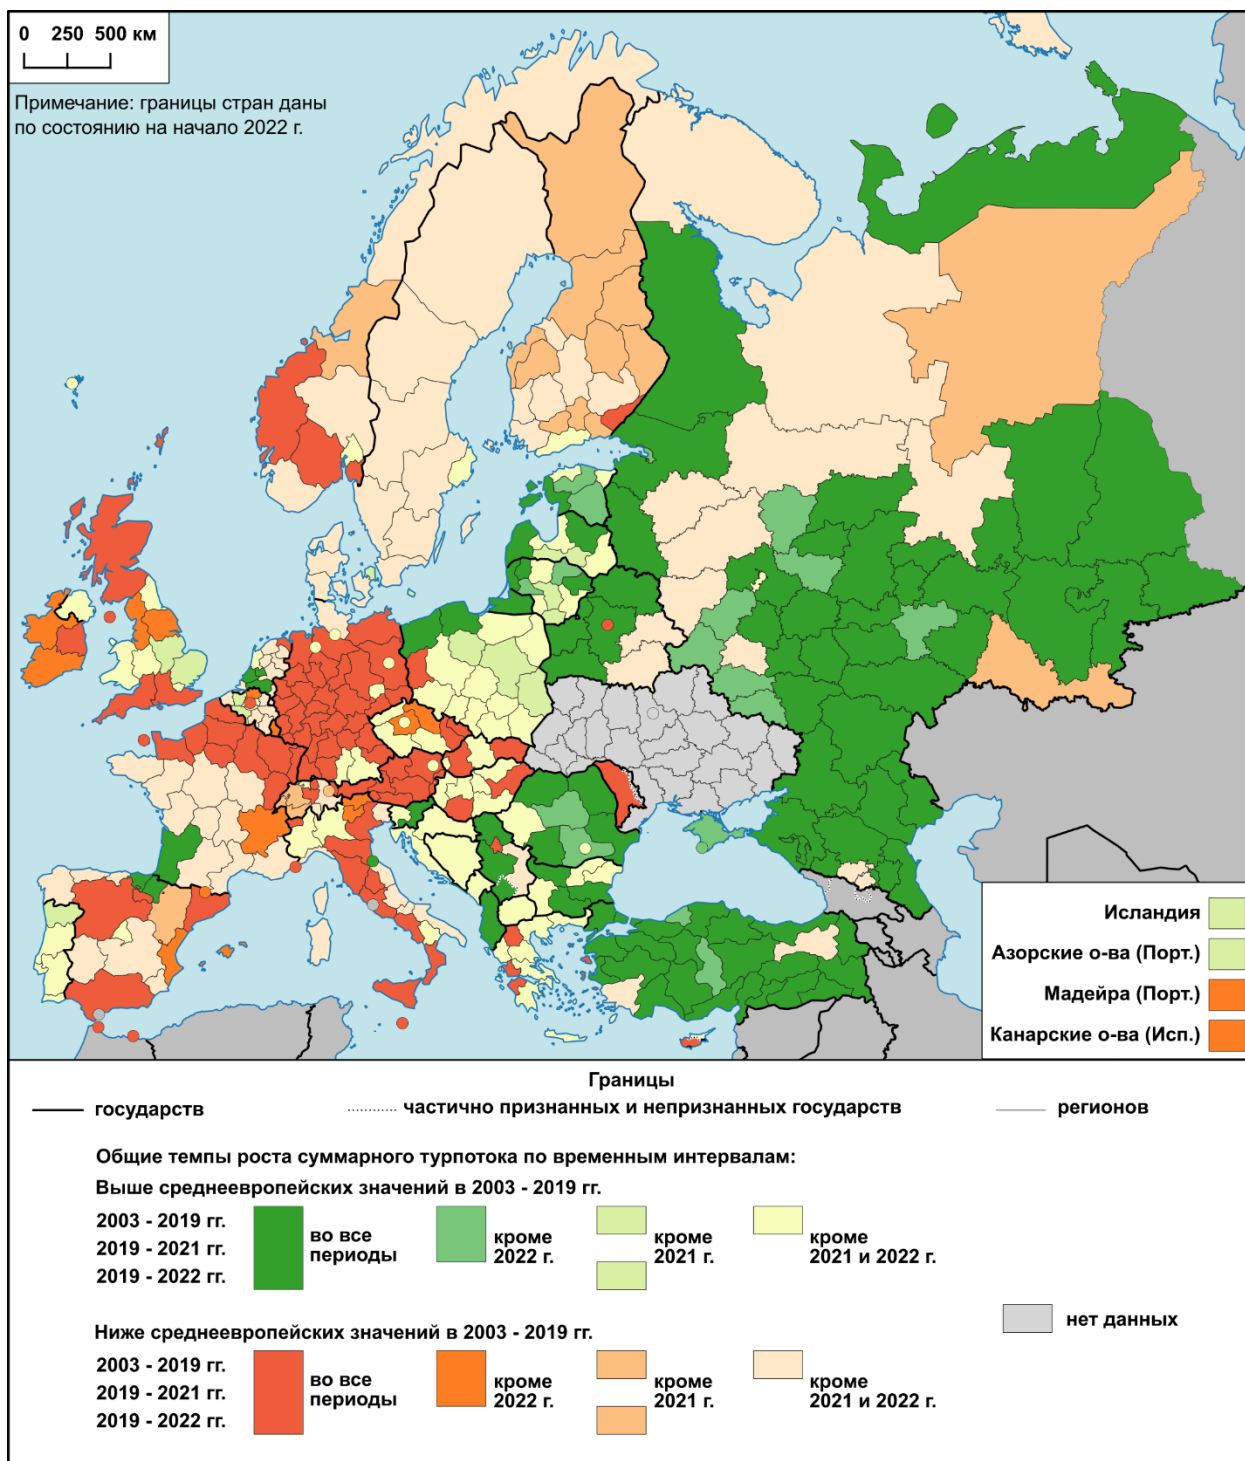 0 250 500 км
Примечание: границы стран даны
по состоянию на начало 2022 г.
Исландия
Азорские о-ва (Порт.)
Мадейра (Порт.)
Канарские о-ва (Исп.)
Границы
государств
частично признанных и непризнанных государств
регионов
Общие темпы роста суммарного турпотока по временным интервалам:
Выше среднеевропейских значений в 2003 - 2019 гг.
2003 - 2019 гг.
2019 - 2021 гг.
2019 - 2022 гг.
во все
периоды
кроме
2022 г.
кроме
2021 г.
кроме
2021 и 2022 г.
нет данных
Ниже среднеевропейских значений в 2003 - 2019 гг.
2003 - 2019 гг.
2019 - 2021 гг.
2019 - 2022 гг.
во все
периоды
кроме
2022 г.
кроме
2021 г.
кроме
2021 и 2022 г.